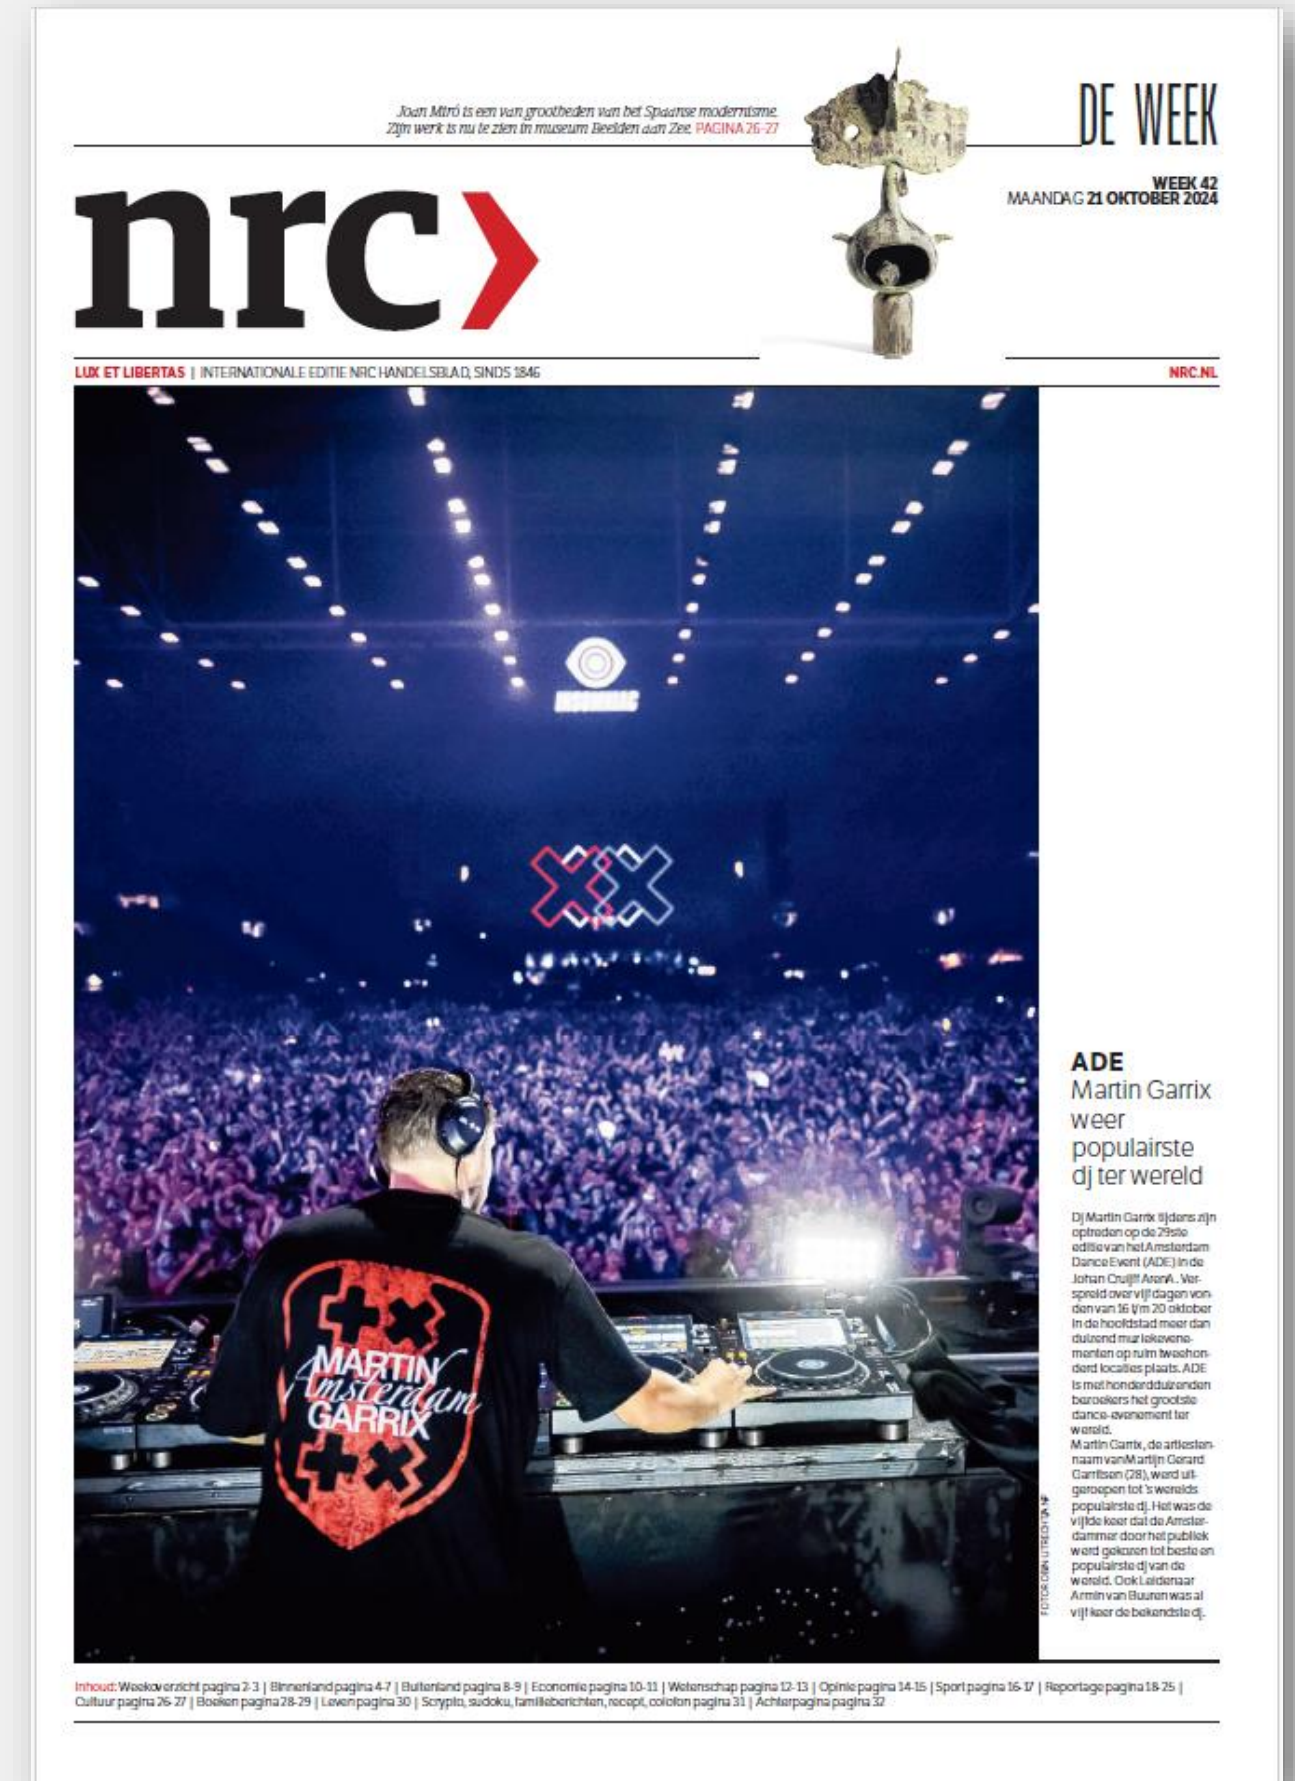 Joan Miró is een van grootheden van het Spaanse modernisme.
Zijn werk is nu te zien in museum Beelden aan Zee. PAGINA 26-27
DE WEEK
WEEK 42
MAANDAG 21 OKTOBER 2024
nrc>
LUX ET LIBERTAS | INTERNATIONALE EDITIE NRC HANDELSBLAD, SINDS 1846
NRC.NL
INSOMNIAC
MARTIN
Amsterdam
GARRIX
ADE
Martin Garrix
weer
populairste
dj ter wereld
Dj Martin Garrix tijdens zijn
optreden op de 29ste
editie van het Amsterdam
Dance Event (ADE) in de
Johan Cruijff ArenA. Ver-
spreid over vijf dagen von-
den van 16 t/m 20 oktober
in de hoofdstad meer dan
duizend muziekevene-
menten op ruim tweehon-
derd locaties plaats. ADE
is met honderdduizenden
bezoekers het grootste
dance-evenement ter
wereld.
Martin Garrix, de artiesten-
naam van Martijn Gerard
Garritsen (28), werd uit-
geroepen tot 's werelds
populairste dj. Het was de
vijfde keer dat de Amster-
dammer door het publiek
werd gekozen tot beste en
populairste dj van de
wereld. Ook Leidenaar
Armin van Buuren was al
vijf keer de bekendste dj.
Inhoud: Weekoverzicht pagina 2-3 | Binnenland pagina 4-7 | Buitenland pagina 8-9 | Economie pagina 10-11 | Wetenschap pagina 12-13 | Opinie pagina 14-15 | Sport pagina 16-17 | Reportage pagina 18-25 |
Cultuur pagina 26-27 | Boeken pagina 28-29 | Leven pagina 30 | Scrypto, sudoku, familieberichten, recept, colofon pagina 31 | Achterpagina pagina 32